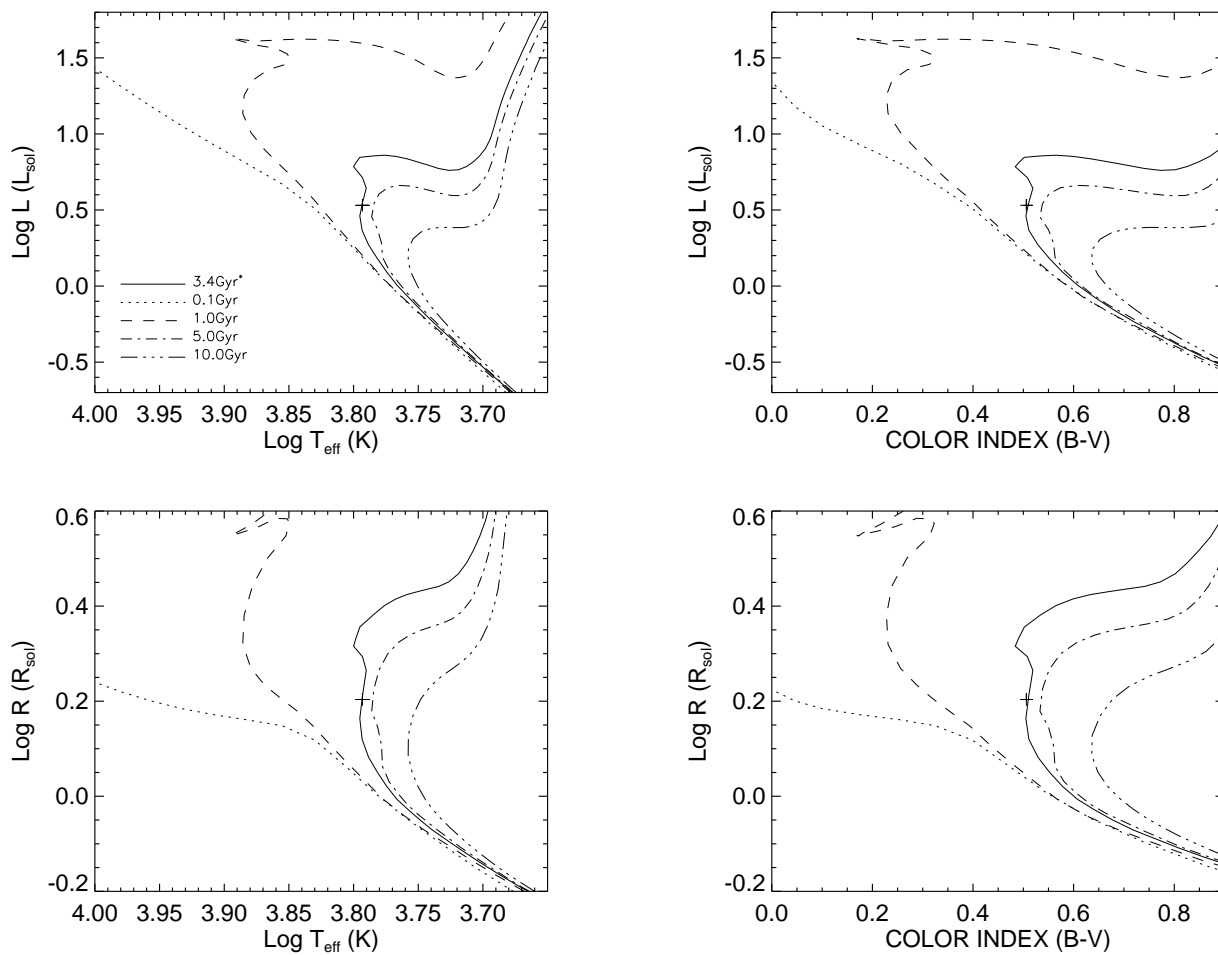 1.5
1.0
0.5
0.0
-0.5
Log L (L_sol)
3.4Gyr*
0.1Gyr
1.0Gyr
5.0Gyr
10.0Gyr
4.00 3.95 3.90 3.85 3.80 3.75 3.70
Log T_eff (K)
1.5
1.0
0.5
0.0
-0.5
Log L (L_sol)
0.0 0.2 0.4 0.6 0.8
COLOR INDEX (B-V)
0.6
0.4
0.2
0.0
-0.2
Log R (R_sol)
4.00 3.95 3.90 3.85 3.80 3.75 3.70
Log T_eff (K)
0.6
0.4
0.2
0.0
-0.2
Log R (R_sol)
0.0 0.2 0.4 0.6 0.8
COLOR INDEX (B-V)